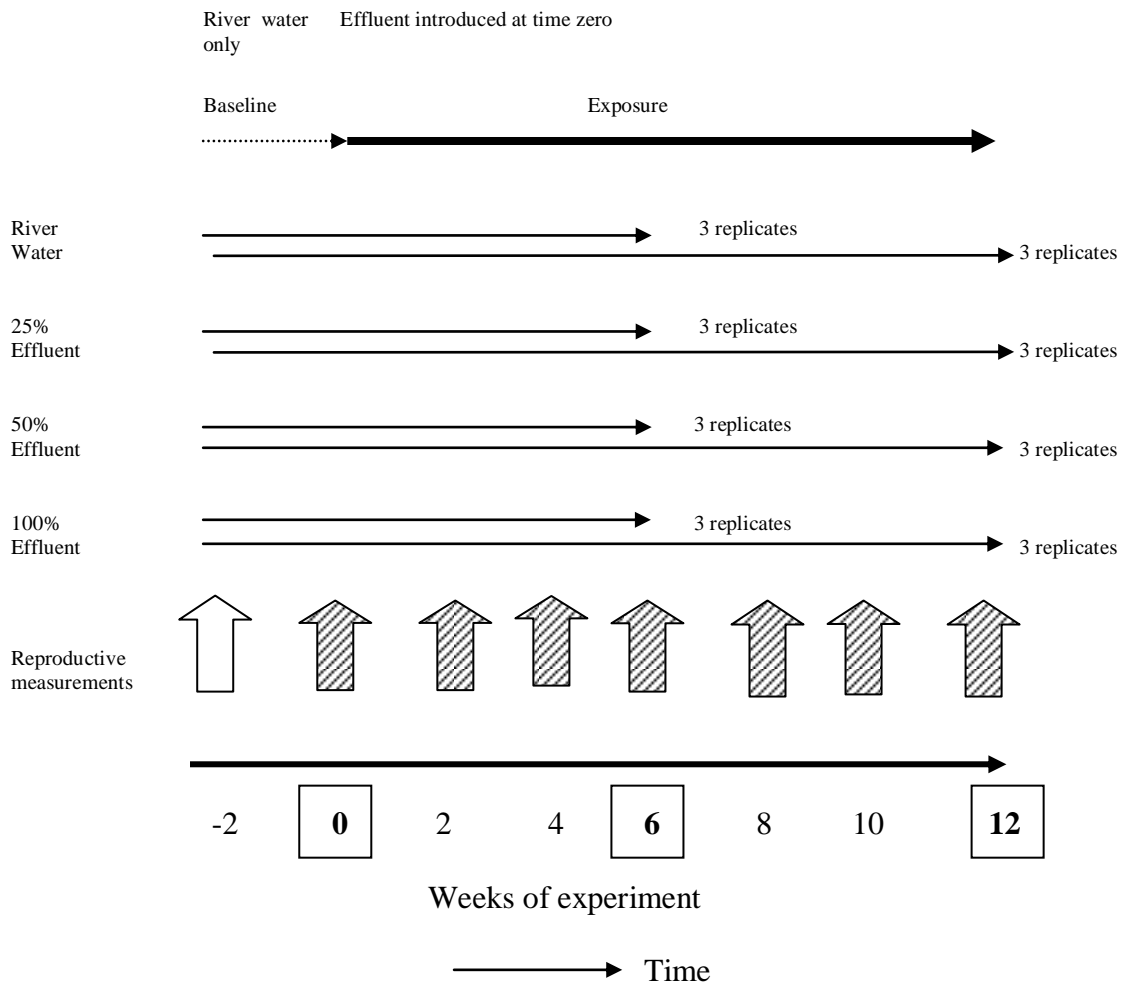 River water Effluent introduced at time zero
only
Baseline Exposure
River
Water
3 replicates
3 replicates
25%
Effluent
3 replicates
3 replicates
50%
Effluent
3 replicates
3 replicates
100%
Effluent
3 replicates
3 replicates
Reproductive
measurements
-2 0 2 4 6 8 10 12
Weeks of experiment
Time